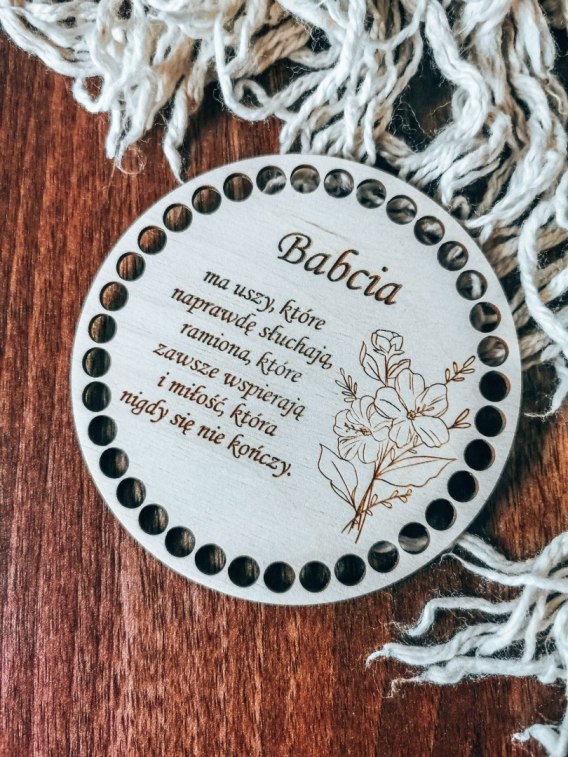 Babcia
ma uszy, które
naprawdę słuchają,
ramiona, które
zawsze wspierają
i miłość, która
nigdy się nie kończy.